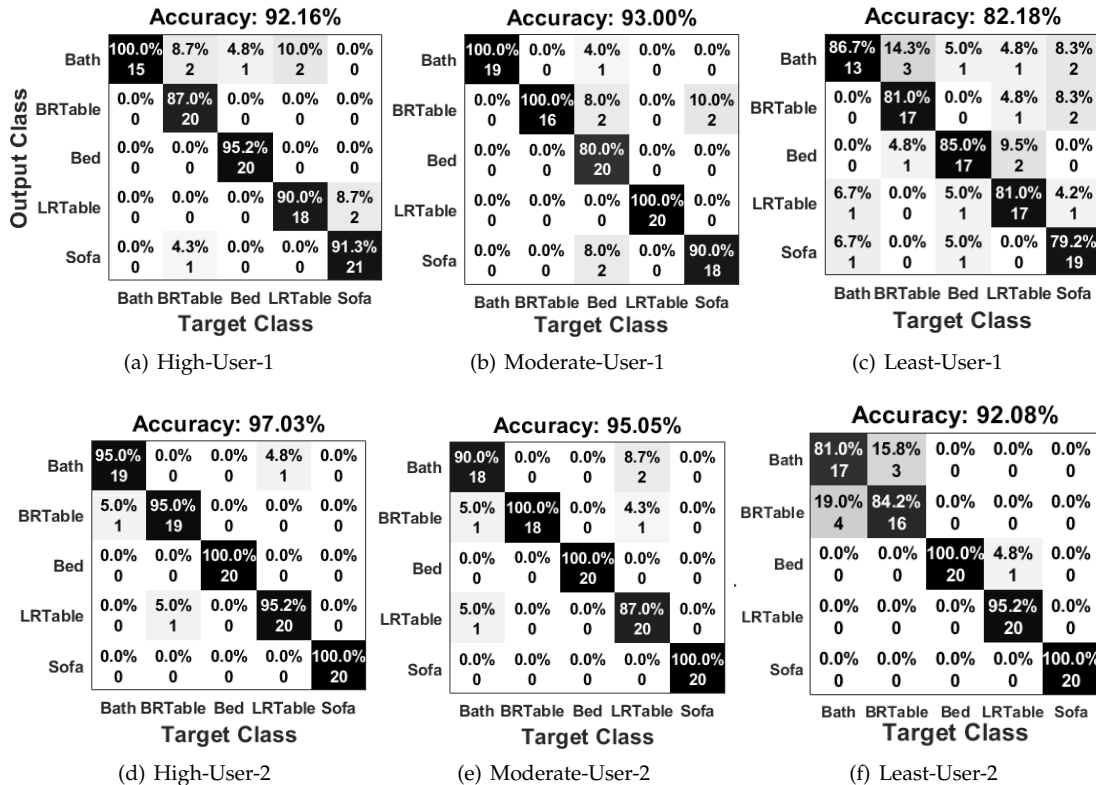 Accuracy: 92.16% Accuracy: 93.00% Accuracy: 82.18%
Output Class
Bath 100.0% 8.7% 4.8% 10.0% 0.0%
15 2 1 2 0
BRTable 0.0% 87.0% 0.0% 0.0% 0.0%
0 20 0 0 0
Bed 0.0% 0.0% 95.2% 0.0% 0.0%
0 0 20 0 0
LRTable 0.0% 0.0% 0.0% 90.0% 8.7%
0 0 0 18 2
Sofa 0.0% 4.3% 0.0% 0.0% 91.3%
0 1 0 0 21
Bath BRTable Bed LRTable Sofa
Target Class
(a) High-User-1
Bath 100.0% 0.0% 4.0% 0.0% 0.0%
19 0 1 0 0
BRTable 0.0% 100.0% 8.0% 0.0% 10.0%
0 16 2 0 2
Bed 0.0% 0.0% 80.0% 0.0% 0.0%
0 0 20 0 0
LRTable 0.0% 0.0% 0.0% 100.0% 0.0%
0 0 0 20 0
Sofa 0.0% 0.0% 8.0% 0.0% 90.0%
0 0 2 0 18
Bath BRTable Bed LRTable Sofa
Target Class
(b) Moderate-User-1
Bath 86.7% 14.3% 5.0% 4.8% 8.3%
13 3 1 1 2
BRTable 0.0% 81.0% 0.0% 4.8% 8.3%
0 17 0 1 2
Bed 0.0% 4.8% 85.0% 9.5% 0.0%
0 1 17 2 0
LRTable 6.7% 0.0% 5.0% 81.0% 4.2%
1 0 1 17 1
Sofa 6.7% 0.0% 5.0% 0.0% 79.2%
1 0 1 0 19
Bath BRTable Bed LRTable Sofa
Target Class
(c) Least-User-1
Accuracy: 97.03%
Bath 95.0% 0.0% 0.0% 4.8% 0.0%
19 0 0 1 0
BRTable 5.0% 95.0% 0.0% 0.0% 0.0%
1 19 0 0 0
Bed 0.0% 0.0% 100.0% 0.0% 0.0%
0 0 20 0 0
LRTable 0.0% 5.0% 0.0% 95.2% 0.0%
0 1 0 20 0
Sofa 0.0% 0.0% 0.0% 0.0% 100.0%
0 0 0 0 20
Bath BRTable Bed LRTable Sofa
Target Class
(d) High-User-2
Accuracy: 95.05%
Bath 90.0% 0.0% 0.0% 8.7% 0.0%
18 0 0 2 0
BRTable 5.0% 100.0% 0.0% 4.3% 0.0%
1 18 0 1 0
Bed 0.0% 0.0% 100.0% 0.0% 0.0%
0 0 20 0 0
LRTable 5.0% 0.0% 0.0% 87.0% 0.0%
1 0 0 20 0
Sofa 0.0% 0.0% 0.0% 0.0% 100.0%
0 0 0 0 20
Bath BRTable Bed LRTable Sofa
Target Class
(e) Moderate-User-2
Accuracy: 92.08%
Bath 81.0% 15.8% 0.0% 0.0% 0.0%
17 3 0 0 0
BRTable 19.0% 84.2% 0.0% 0.0% 0.0%
4 16 0 0 0
Bed 0.0% 0.0% 100.0% 4.8% 0.0%
0 0 20 1 0
LRTable 0.0% 0.0% 0.0% 95.2% 0.0%
0 0 0 20 0
Sofa 0.0% 0.0% 0.0% 0.0% 100.0%
0 0 0 0 20
Bath BRTable Bed LRTable Sofa
Target Class
(f) Least-User-2